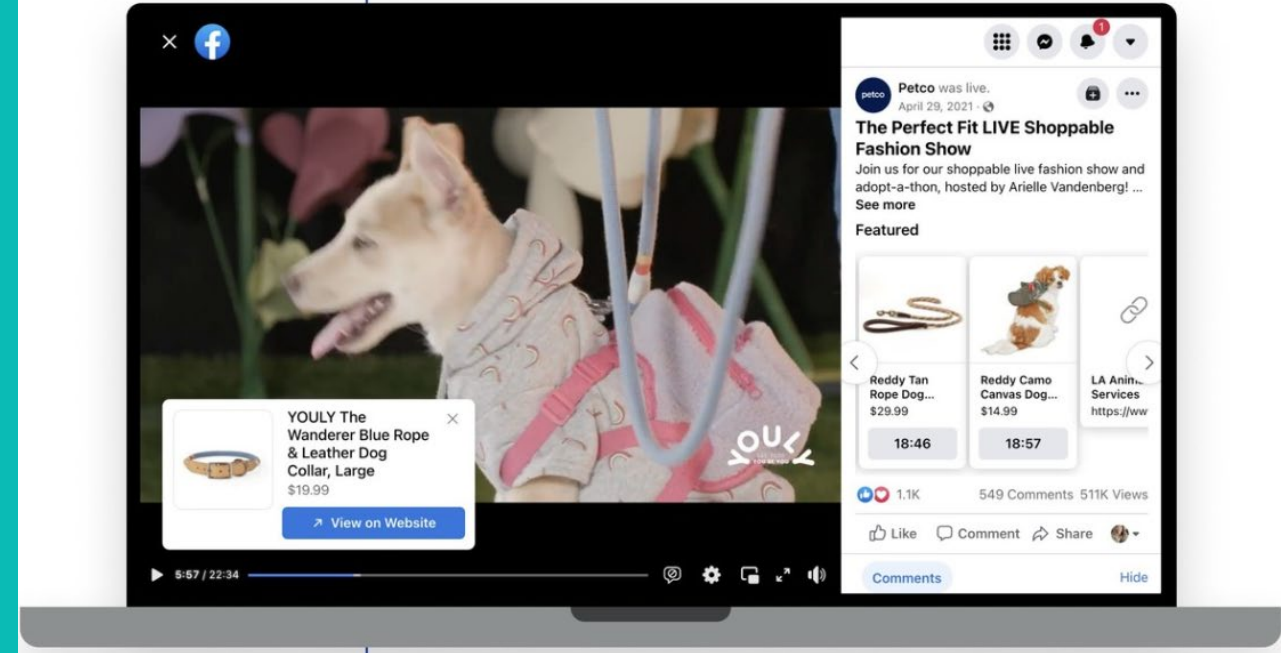 1
petco
Petco was live.
April 29, 2021 ·
The Perfect Fit LIVE Shoppable
Fashion Show
Join us for our shoppable live fashion show and
adopt-a-thon, hosted by Arielle Vandenberg! ...
See more
Featured
Reddy Tan
Rope Dog...
$29.99
18:46
Reddy Camo
Canvas Dog...
$14.99
18:57
LA Anim...
Services
https://ww
1.1K
549 Comments 511K Views
Like Comment Share
Comments Hide
YOULY The
Wanderer Blue Rope
& Leather Dog
Collar, Large
$19.99
View on Website
5:57 / 22:34